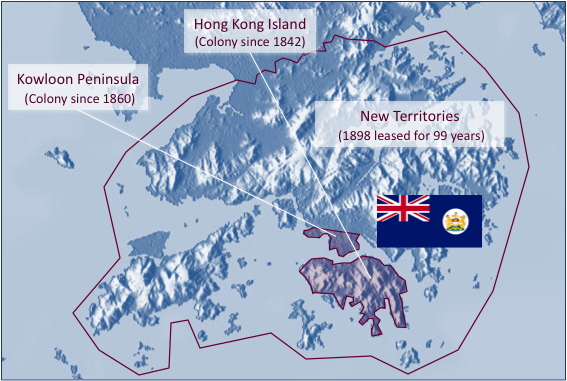 Hong Kong Island
(Colony since 1842)
Kowloon Peninsula
(Colony since 1860)
New Territories
(1898 leased for 99 years)